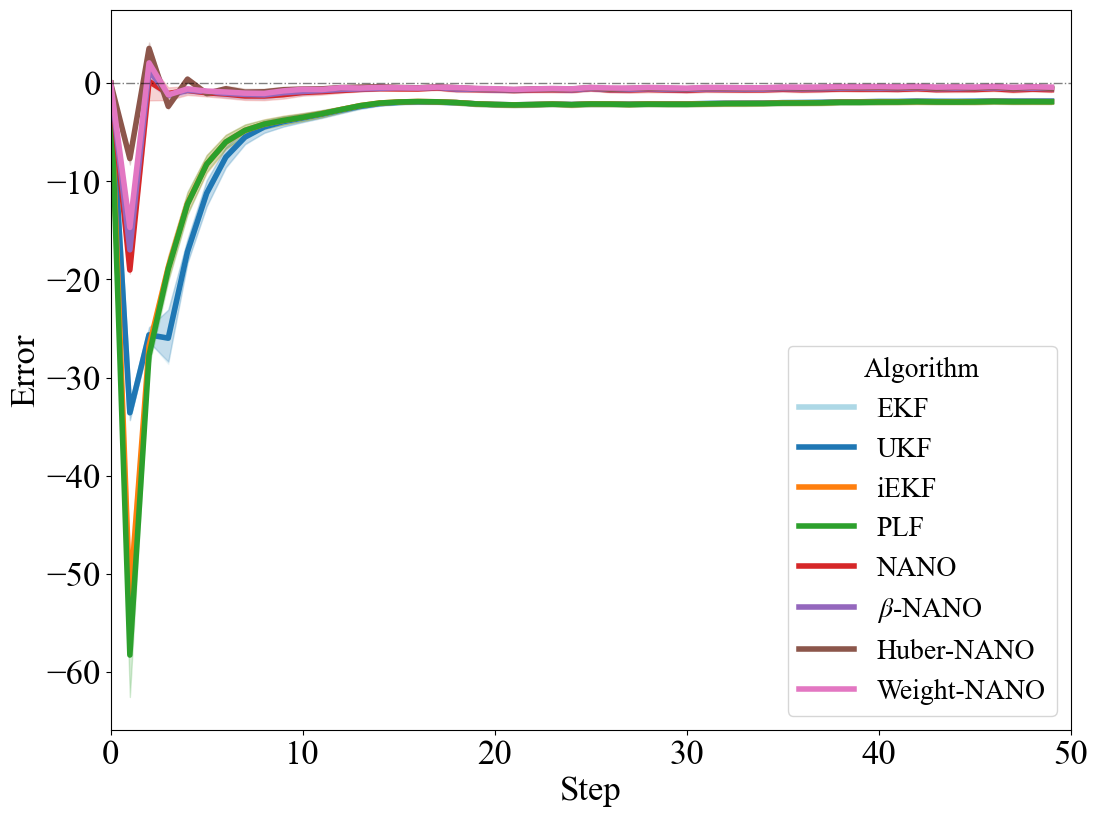 0
−10
−20
−30
−40
−50
−60
Error
0 10 20 30 40 50
Step
Algorithm
EKF
UKF
iEKF
PLF
NANO
β-NANO
Huber-NANO
Weight-NANO